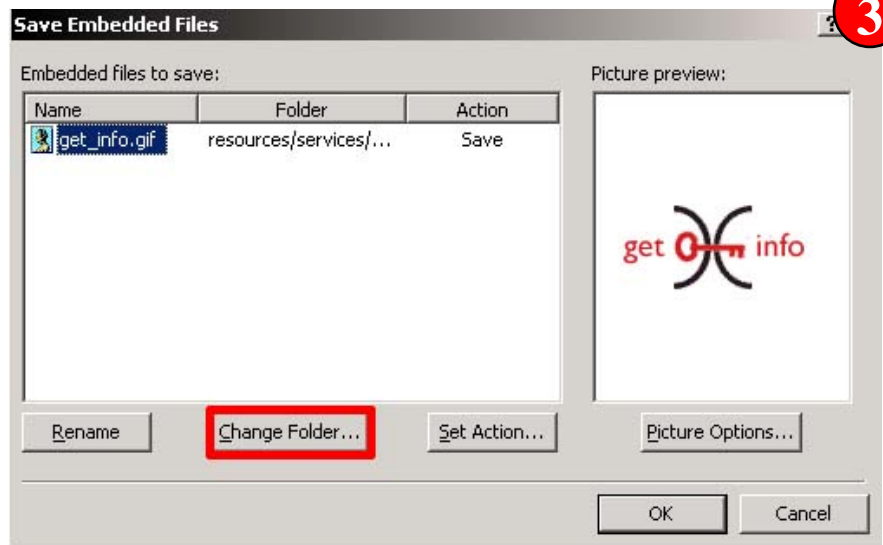 Save Embedded Files
?
3
Embedded files to save:
Picture preview:
Name Folder Action
get_info.gif resources/services/... Save
get info
Rename Change Folder... Set Action... Picture Options...
OK Cancel